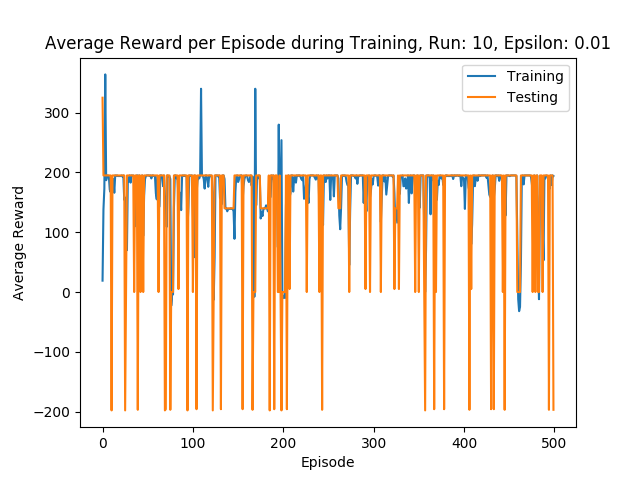 Average Reward per Episode during Training, Run: 10, Epsilon: 0.01
Training
Testing
Average Reward
300
200
100
0
−100
−200
0 100 200 300 400 500
Episode